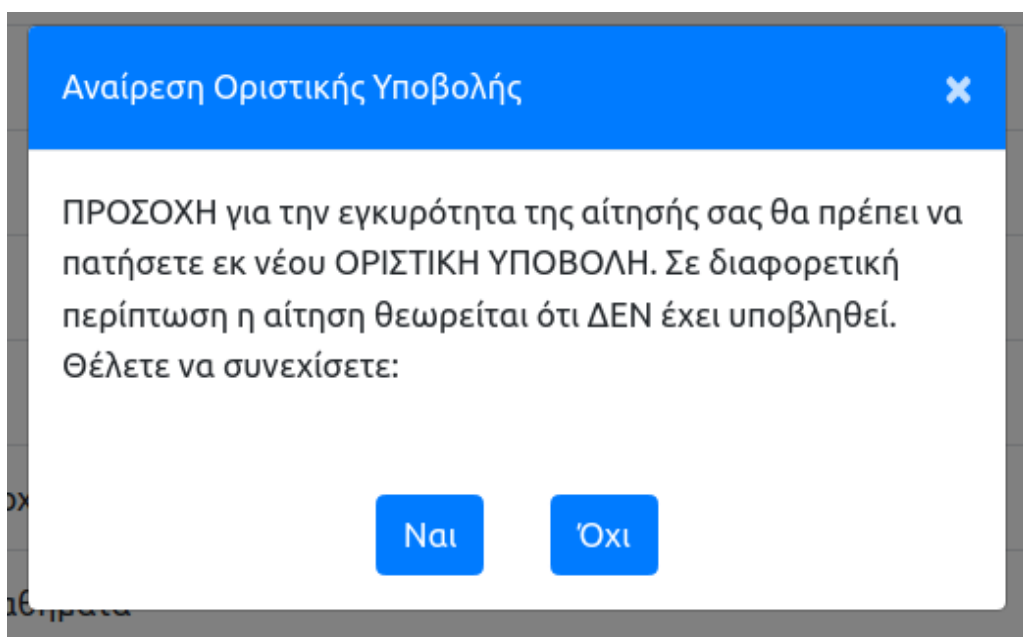 Αναίρεση Οριστικής Υποβολής
×
ΠΡΟΣΟΧΗ για την εγκυρότητα της αίτησής σας θα πρέπει να
πατήσετε εκ νέου ΟΡΙΣΤΙΚΗ ΥΠΟΒΟΛΗ. Σε διαφορετική
περίπτωση η αίτηση θεωρείται ότι ΔΕΝ έχει υποβληθεί.
Θέλετε να συνεχίσετε:
Ναι Όχι